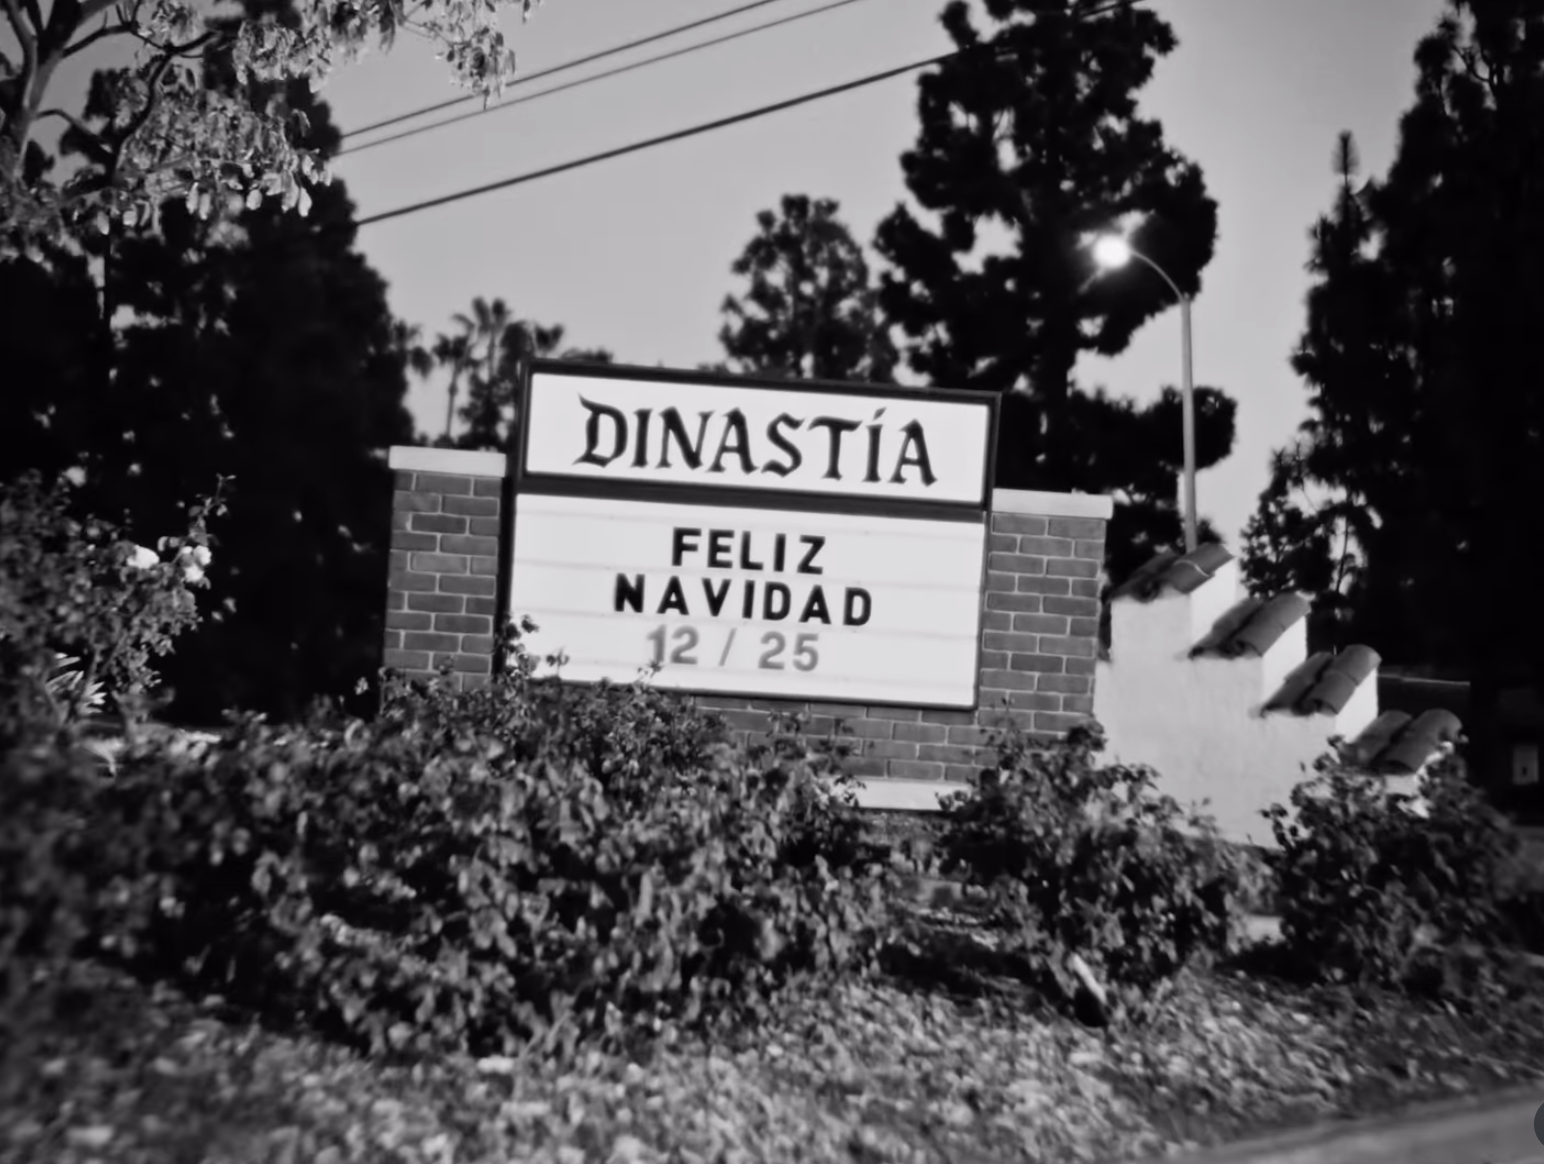 DINASTÍA
FELIZ
NAVIDAD
12 / 25